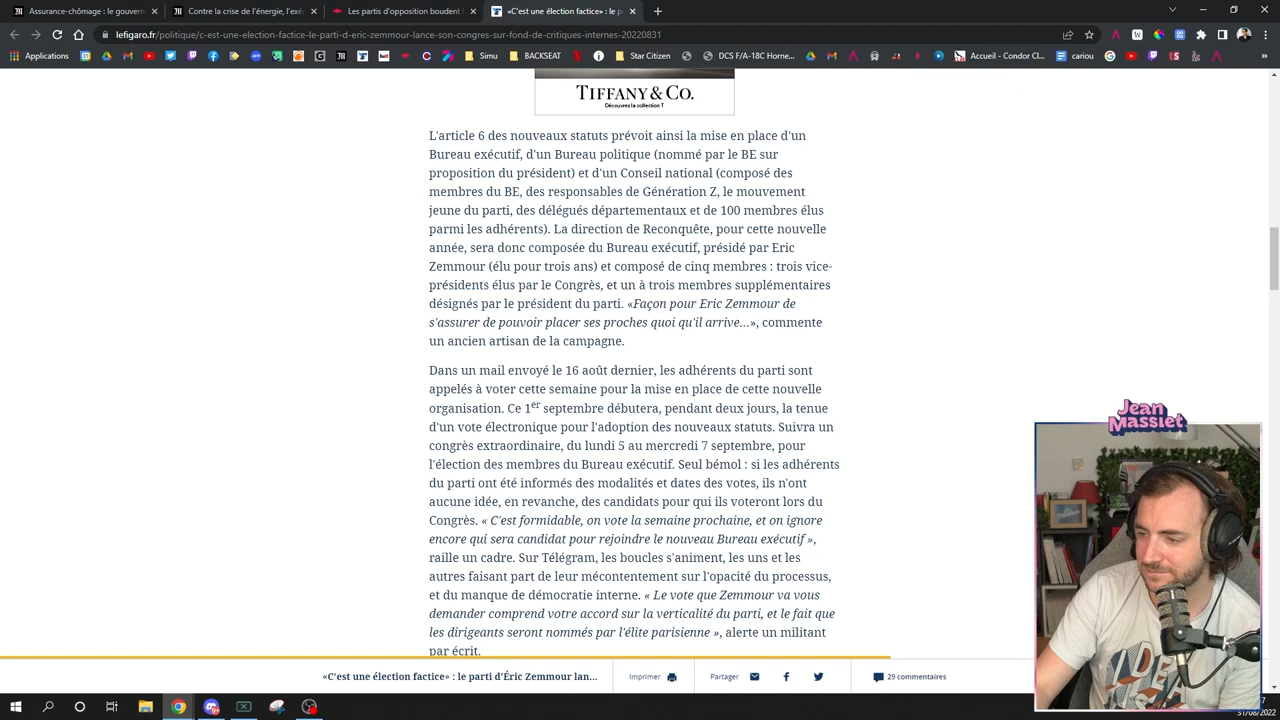 Assurance-chômage: le gouver
Contre la crise de l'énergie, l'ex
Les partis d'opposition boudent l
«C'est une élection factice»: le p
lefigaro.fr/politique/c-est-une-election-factice-le-parti-d-eric-zemmour-lance-son-congres-sur-fond-de-critiques-internes-20220831
Applications
Simu
BACKSEAT
Star Citizen
DCS F/A-18C Horne...
Accueil - Condor Cl...
cariou
»
TIFFANY & CO.
Découvrez la collection T
L'article 6 des nouveaux statuts prévoit ainsi la mise en place d'un
Bureau exécutif, d'un Bureau politique (nommé par le BE sur
proposition du président) et d'un Conseil national (composé des
membres du BE, des responsables de Génération Z, le mouvement
jeune du parti, des délégués départementaux et de 100 membres élus
parmi les adhérents). La direction de Reconquête, pour cette nouvelle
année, sera donc composée du Bureau exécutif, présidé par Eric
Zemmour (élu pour trois ans) et composé de cinq membres : trois vice-
présidents élus par le Congrès, et un à trois membres supplémentaires
désignés par le président du parti. «Façon pour Eric Zemmour de
s'assurer de pouvoir placer ses proches quoi qu'il arrive...», commente
un ancien artisan de la campagne.
Dans un mail envoyé le 16 août dernier, les adhérents du parti sont
appelés à voter cette semaine pour la mise en place de cette nouvelle
organisation. Ce 1er septembre débutera, pendant deux jours, la tenue
d'un vote électronique pour l'adoption des nouveaux statuts. Suivra un
congrès extraordinaire, du lundi 5 au mercredi 7 septembre, pour
l'élection des membres du Bureau exécutif. Seul bémol : si les adhérents
du parti ont été informés des modalités et dates des votes, ils n'ont
aucune idée, en revanche, des candidats pour qui ils voteront lors du
Congrès. « C'est formidable, on vote la semaine prochaine, et on ignore
encore qui sera candidat pour rejoindre le nouveau Bureau exécutif »,
raille un cadre. Sur Télégram, les boucles s'animent, les uns et les
autres faisant part de leur mécontentement sur l'opacité du processus,
et du manque de démocratie interne. « Le vote que Zemmour va vous
demander comprend votre accord sur la verticalité du parti, et le fait que
les dirigeants seront nommés par l'élite parisienne », alerte un militant
par écrit.
Jean
Massiet
«C'est une élection factice» : le parti d'Éric Zemmour lan...
Imprimer
Partager
29 commentaires
31/08/2022